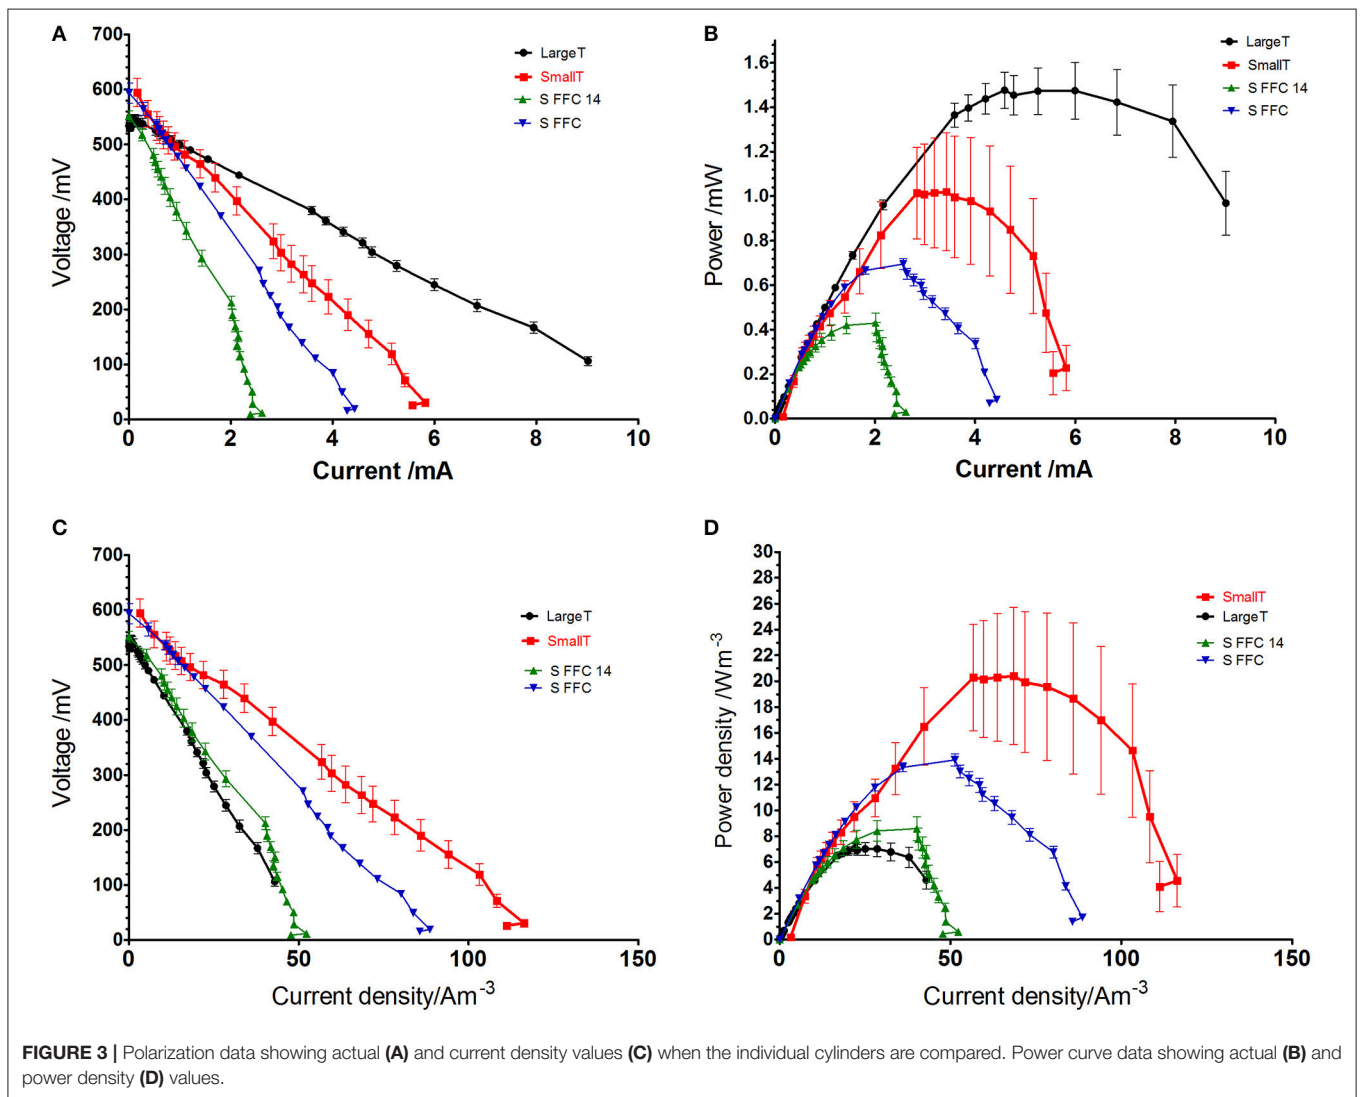 A
700
600
500
400
300
200
100
0
Voltage /mV
0 2 4 6 8 10
Current /mA
LargeT
SmallT
S FFC 14
S FFC
B
1.6
1.4
1.2
1.0
0.8
0.6
0.4
0.2
0.0
Power /mW
0 2 4 6 8 10
Current /mA
LargeT
SmallT
S FFC 14
S FFC
C
700
600
500
400
300
200
100
0
Voltage /mV
0 50 100 150
Current density/Am-3
LargeT
SmallT
S FFC 14
S FFC
D
30
28
26
24
22
20
18
16
14
12
10
8
6
4
2
0
Power density /Wm-3
0 50 100 150
Current density/Am-3
SmallT
LargeT
S FFC 14
S FFC
FIGURE 3 | Polarization data showing actual (A) and current density values (C) when the individual cylinders are compared. Power curve data showing actual (B) and
power density (D) values.